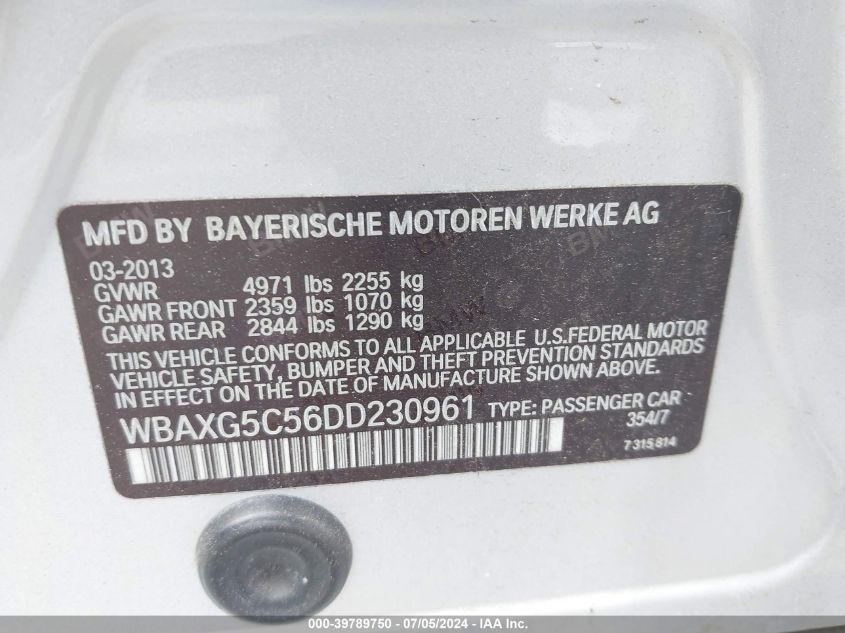 MFD BY BAYERISCHE MOTOREN WERKE AG
03-2013
GVWR 4971 lbs 2255 kg
GAWR FRONT 2359 lbs 1070 kg
GAWR REAR 2844 lbs 1290 kg
THIS VEHICLE CONFORMS TO ALL APPLICABLE U.S.FEDERAL MOTOR
VEHICLE SAFETY, BUMPER AND THEFT PREVENTION STANDARDS
IN EFFECT ON THE DATE OF MANUFACTURE SHOWN ABOVE.
WBAXG5C56DD230961 TYPE: PASSENGER CAR
354/7
7 315 814
000-39789750 - 07/05/2024 - IAA Inc.